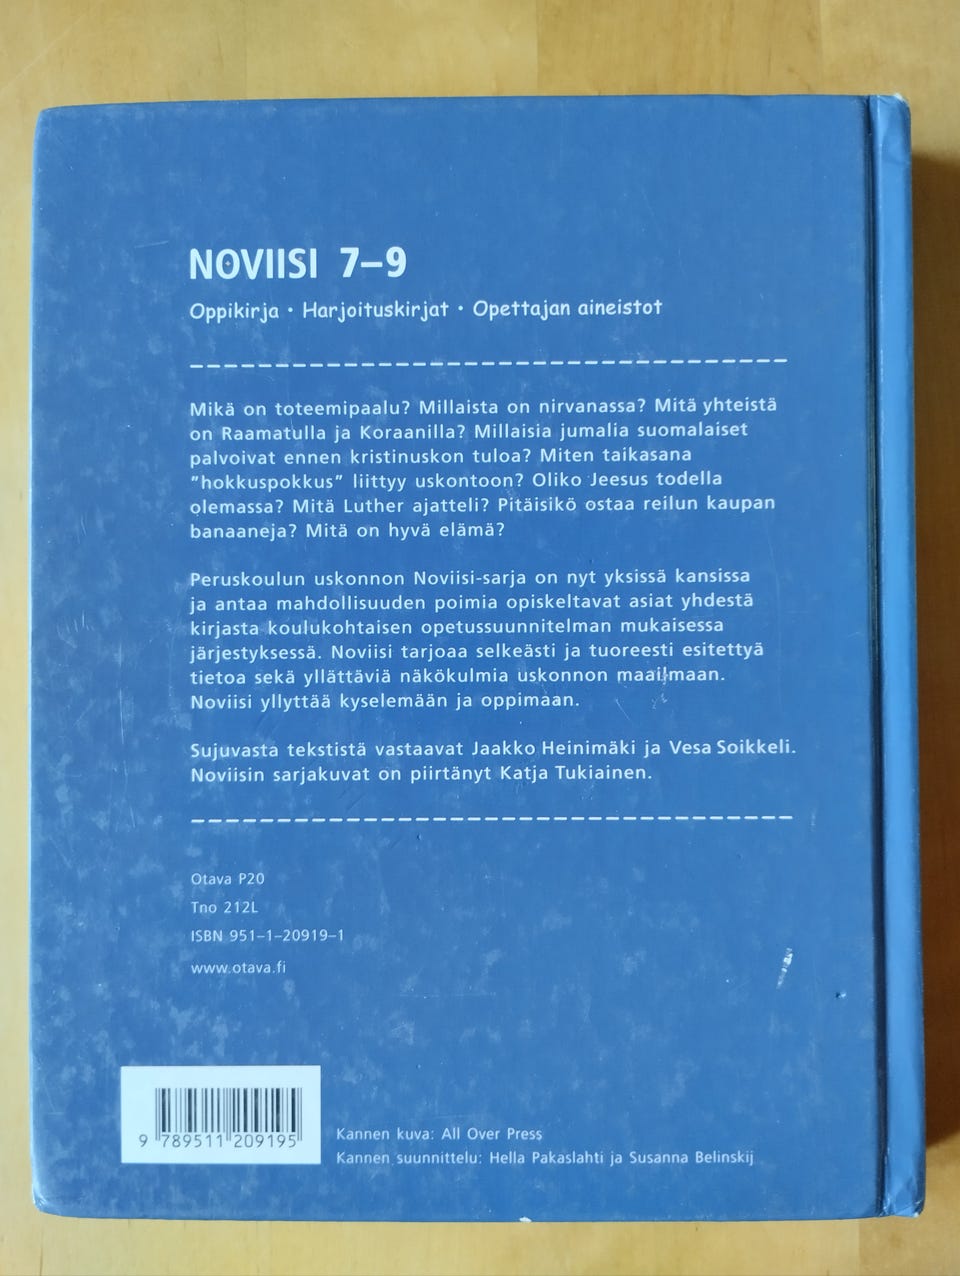 NOVIISI 7–9
Oppikirja • Harjoituskirjat • Opettajan aineistot
Mikä on toteemipaalu? Millaista on nirvanassa? Mitä yhteistä
on Raamatulla ja Koraanilla? Millaisia jumalia suomalaiset
palvoivat ennen kristinuskon tuloa? Miten taikasana
"hokkuspokkus" liittyy uskontoon? Oliko Jeesus todella
olemassa? Mitä Luther ajatteli? Pitäisikö ostaa reilun kaupan
banaaneja? Mitä on hyvä elämä?
Peruskoulun uskonnon Noviisi-sarja on nyt yksissä kansissa
ja antaa mahdollisuuden poimia opiskeltavat asiat yhdestä
kirjasta koulukohtaisen opetussuunnitelman mukaisessa
järjestyksessä. Noviisi tarjoaa selkeästi ja tuoreesti esitettyä
tietoa sekä yllättäviä näkökulmia uskonnon maailmaan.
Noviisi yllyttää kyselemään ja oppimaan.
Sujuvasta tekstistä vastaavat Jaakko Heinimäki ja Vesa Soikkeli.
Noviisin sarjakuvat on piirtänyt Katja Tukiainen.
Otava P20
Tno 212L
ISBN 951–1–20919–1
www.otava.fi
9 789511 209195
Kannen kuva: All Over Press
Kannen suunnittelu: Hella Pakaslahti ja Susanna Belinskij